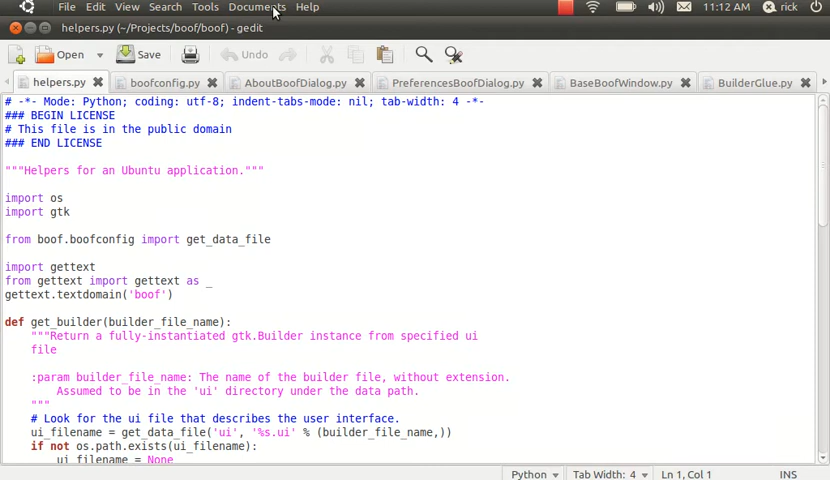 File Edit View Search Tools Documents Help 11:12 AM rick
helpers.py (~/Projects/boof/boof) - gedit
Open Save Undo
helpers.py boofconfig.py AboutBoofDialog.py PreferencesBoofDialog.py BaseBoofWindow.py BuilderGlue.py
# -*- Mode: Python; coding: utf-8; indent-tabs-mode: nil; tab-width: 4 -*-
### BEGIN LICENSE
# This file is in the public domain
### END LICENSE
"""Helpers for an Ubuntu application."""
import os
import gtk
from boof.boofconfig import get_data_file
import gettext
from gettext import gettext as _
gettext.textdomain('boof')
def get_builder(builder_file_name):
"""Return a fully-instantiated gtk.Builder instance from specified ui
file
:param builder_file_name: The name of the builder file, without extension.
Assumed to be in the 'ui' directory under the data path.
"""
# Look for the ui file that describes the user interface.
ui_filename = get_data_file('ui', '%s.ui' % (builder_file_name,))
if not os.path.exists(ui_filename):
ui_filename = None
Python Tab Width: 4 Ln 1, Col 1 INS